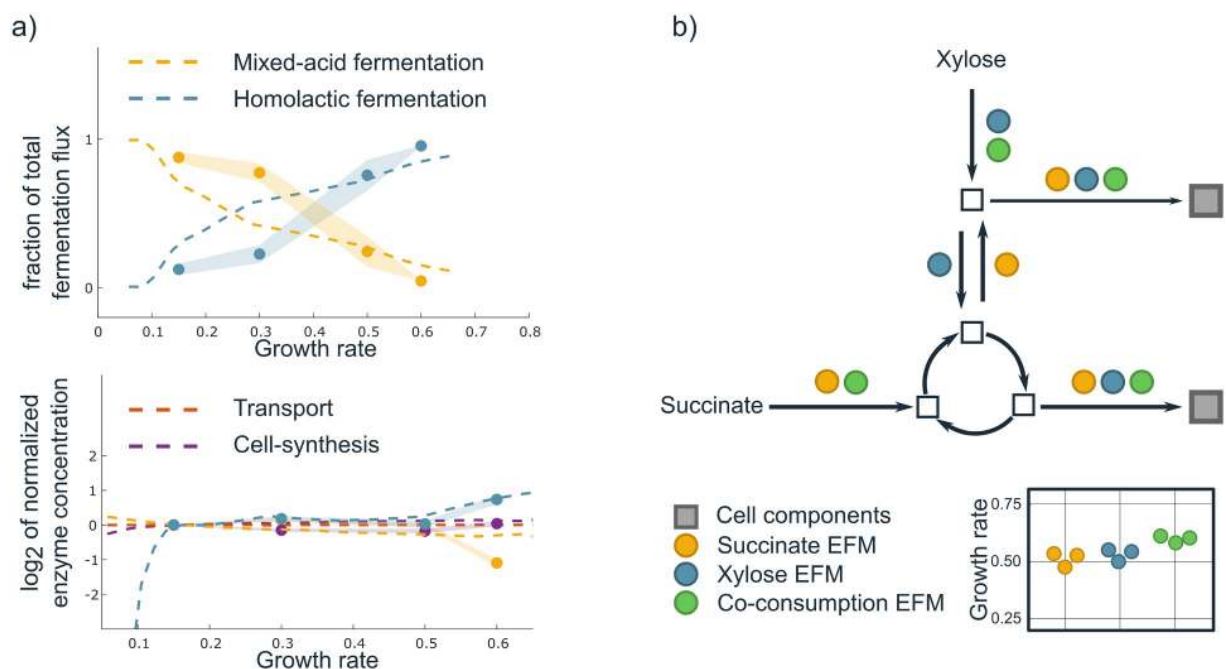 a)
Mixed-acid fermentation
Homolactic fermentation
fraction of total
fermentation flux
1
0
0 0.1 0.2 0.3 0.4 0.5 0.6 0.7 0.8
Growth rate
Transport
Cell-synthesis
log2 of normalized
enzyme concentration
2
1
0
-1
-2
0.1 0.2 0.3 0.4 0.5 0.6
Growth rate
b)
Xylose
Succinate
Cell components
Succinate EFM
Xylose EFM
Co-consumption EFM
Growth rate
0.75
0.50
0.25